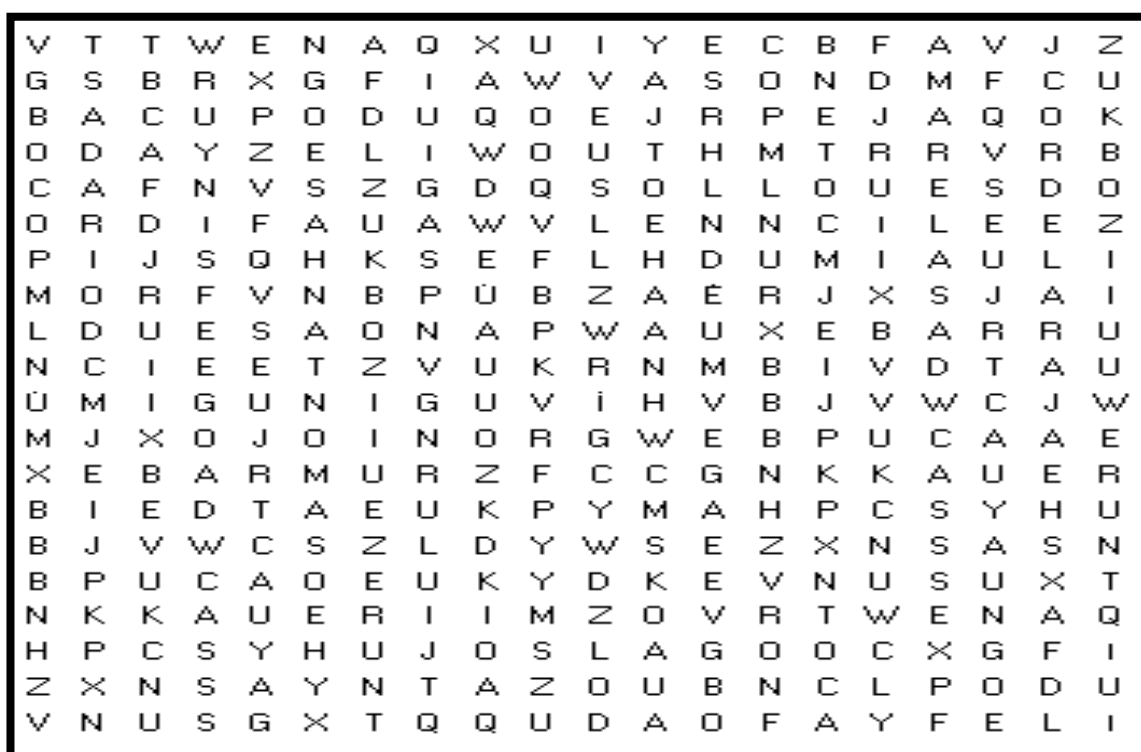 V T T W E N A Q X U I Y E C B F A V J Z
G S B R X G F I A W V A S O N D M F C U
B A C U P O D U Q O E J R P E J A Q O K
O D A Y Z E L I W O U T H M T R R V R B
C A F N V S Z G D Q S O L L O U E S D O
O R D I F A U A W V L E N N C I L E E Z
P I J S Q H K S E F L H D U M I A U L I
M O R F V N B P Ü B Z A É R J X S J A I
L D U E S A O N A P W A U X E B A R R U
N C I E E T Z V U K R N M B I V D T A U
Ü M I G U N I G U V İ H V B J V W C J W
M J X O J O I N O R G W E B P U C A A E
X E B A R M U R Z F C C G N K K A U E R
B I E D T A E U K P Y M A H P C S Y H U
B J V W C S Z L D Y W S E Z X N S A S N
B P U C A O E U K Y D K E V N U S U X T
N K K A U E R I I M Z O V R T W E N A Q
H P C S Y H U J O S L A G O O C X G F I
Z X N S A Y N T A Z O U B N C L P O D U
V N U S G X T Q Q U D A O F A Y F E L I